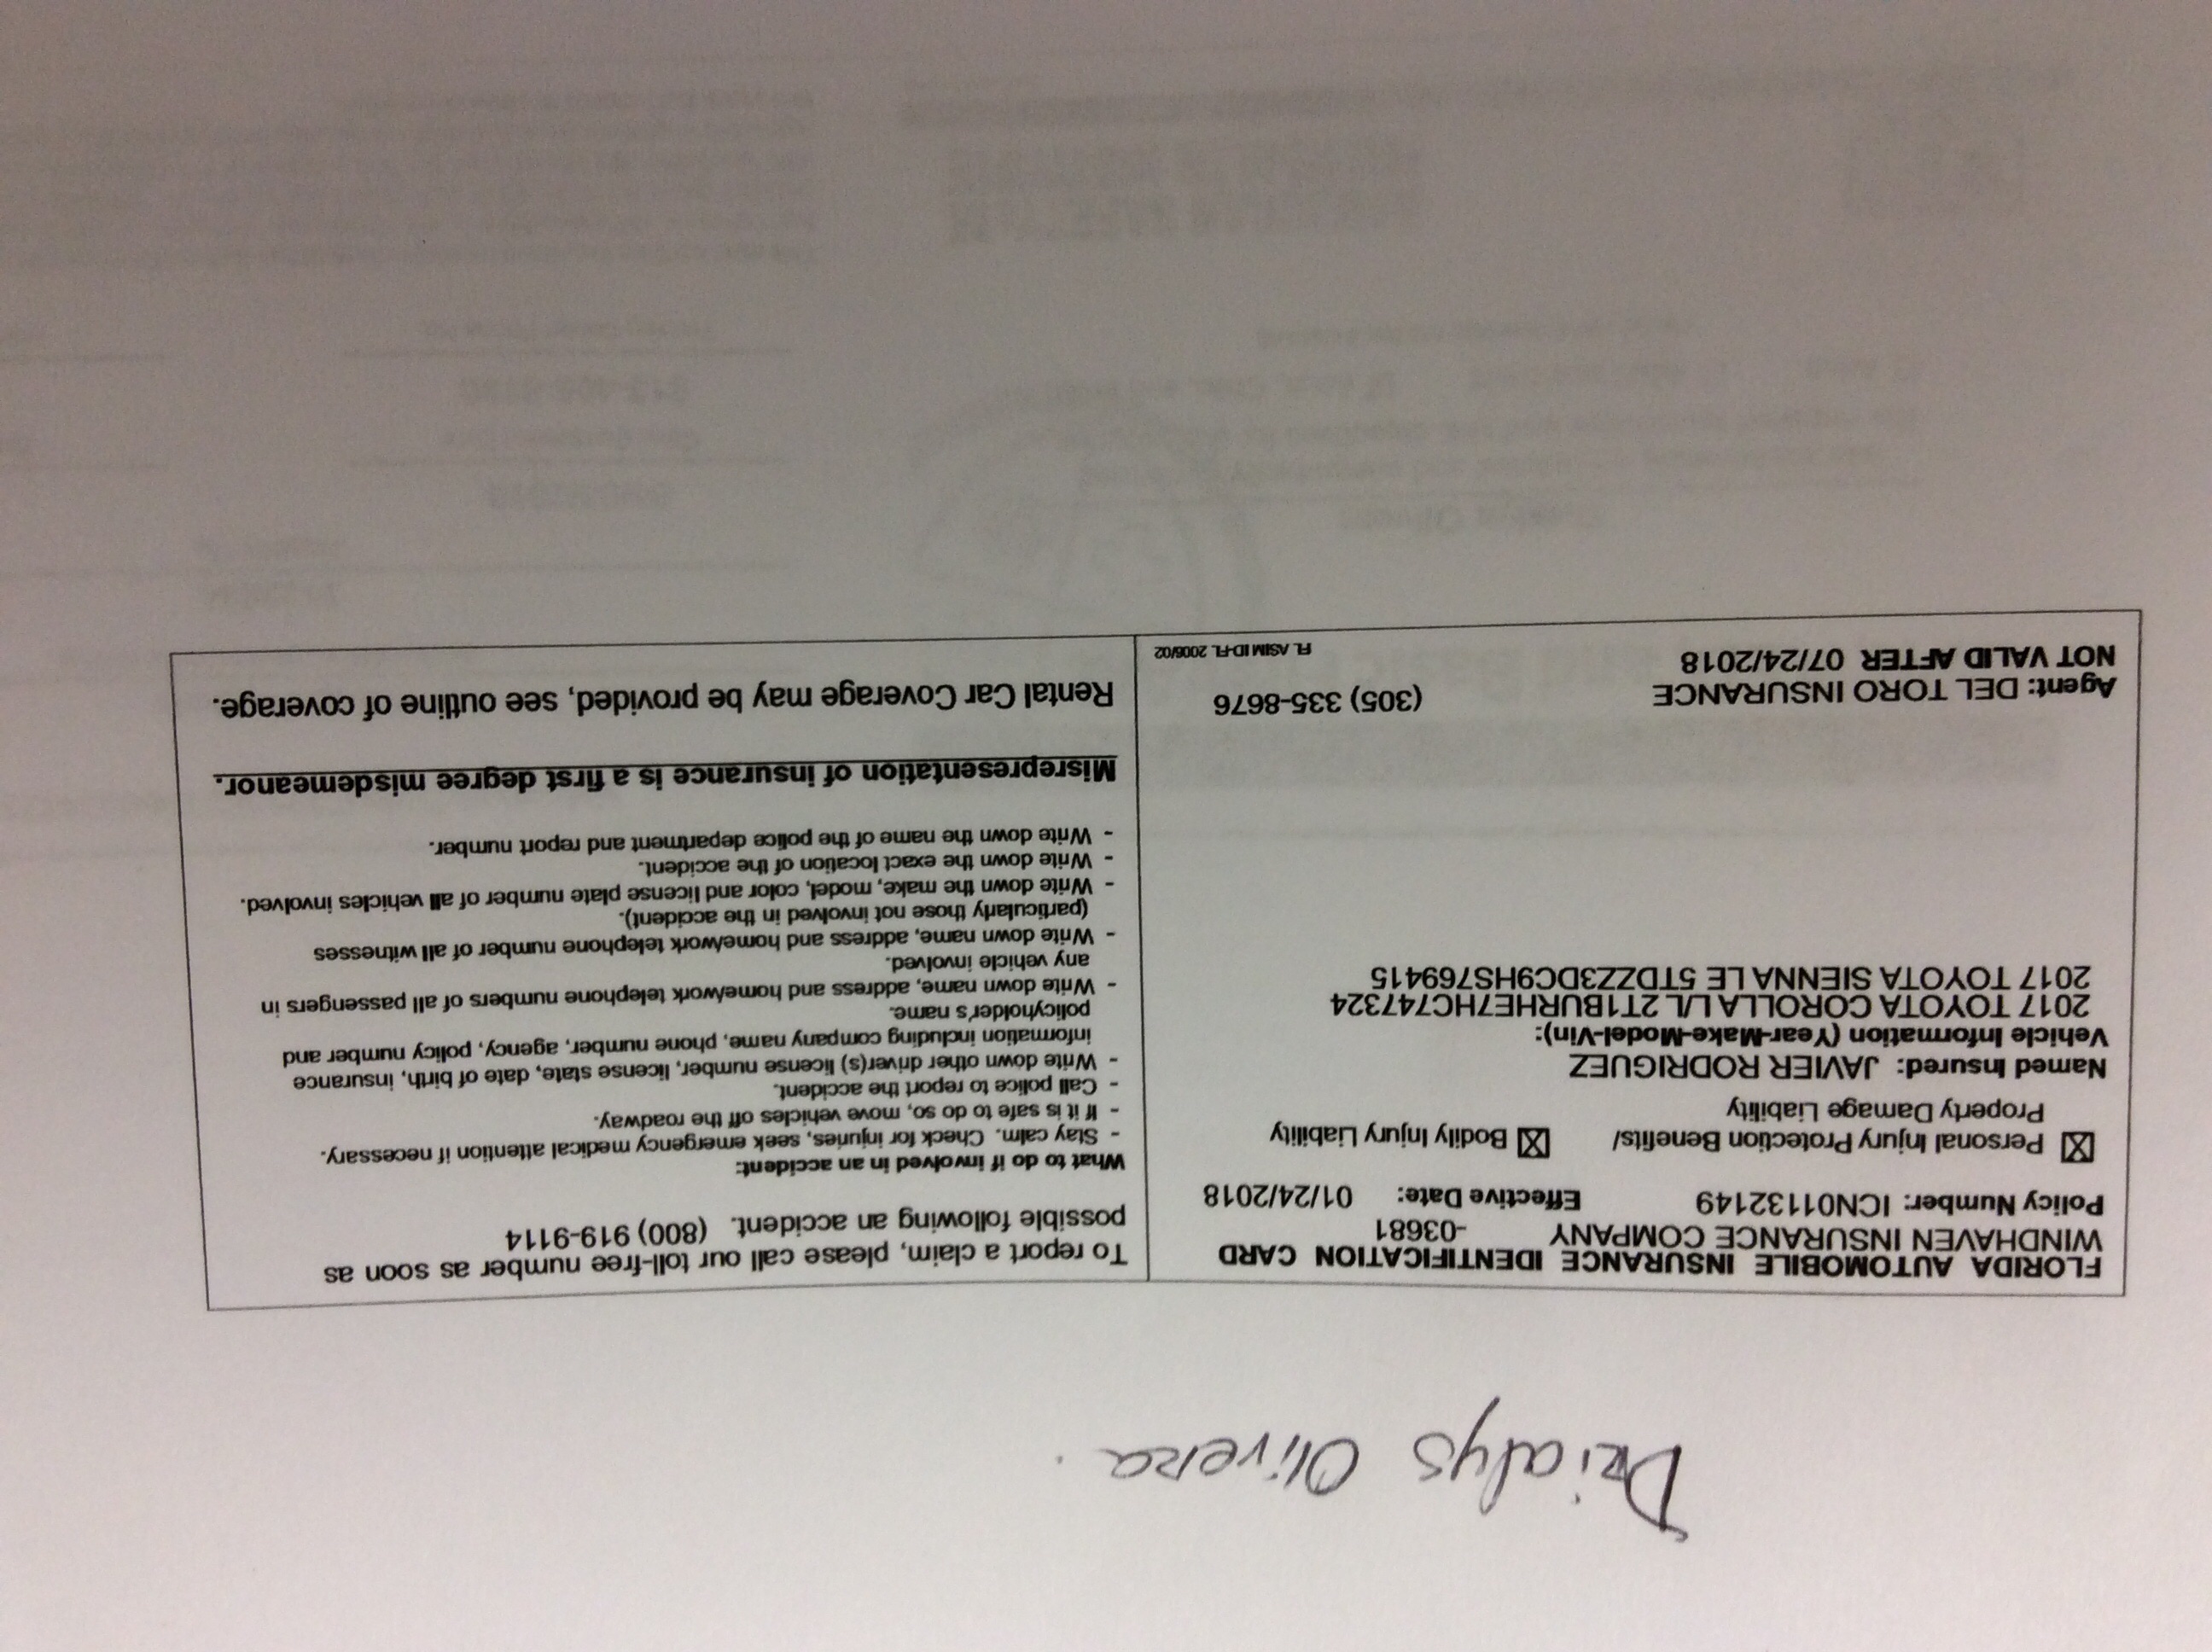 Drialys Olivera.
FLORIDA AUTOMOBILE INSURANCE IDENTIFICATION CARD
WINDHAVEN INSURANCE COMPANY -03681
Policy Number: ICN01132149 Effective Date: 01/24/2018
☒ Personal Injury Protection Benefits/ ☒ Bodily Injury Liability
Property Damage Liability
Named Insured: JAVIER RODRIGUEZ
Vehicle Information (Year-Make-Model-Vin):
2017 TOYOTA COROLLA L/L 2T1BURHE7HC747324
2017 TOYOTA SIENNA LE 5TDZZ3DC9HS769415
Agent: DEL TORO INSURANCE (305) 335-8676
NOT VALID AFTER 07/24/2018
FL ASIM ID-FL 2006/02
To report a claim, please call our toll-free number as soon as
possible following an accident. (800) 919-9114
What to do if involved in an accident:
- Stay calm. Check for injuries, seek emergency medical attention if necessary.
- If it is safe to do so, move vehicles off the roadway.
- Call police to report the accident.
- Write down other driver(s) license number, license state, date of birth, insurance
information including company name, phone number, agency, policy number and
policyholder's name.
- Write down name, address and home/work telephone numbers of all passengers in
any vehicle involved.
- Write down name, address and home/work telephone number of all witnesses
(particularly those not involved in the accident).
- Write down the make, model, color and license plate number of all vehicles involved.
- Write down the exact location of the accident.
- Write down the name of the police department and report number.
Misrepresentation of insurance is a first degree misdemeanor.
Rental Car Coverage may be provided, see outline of coverage.